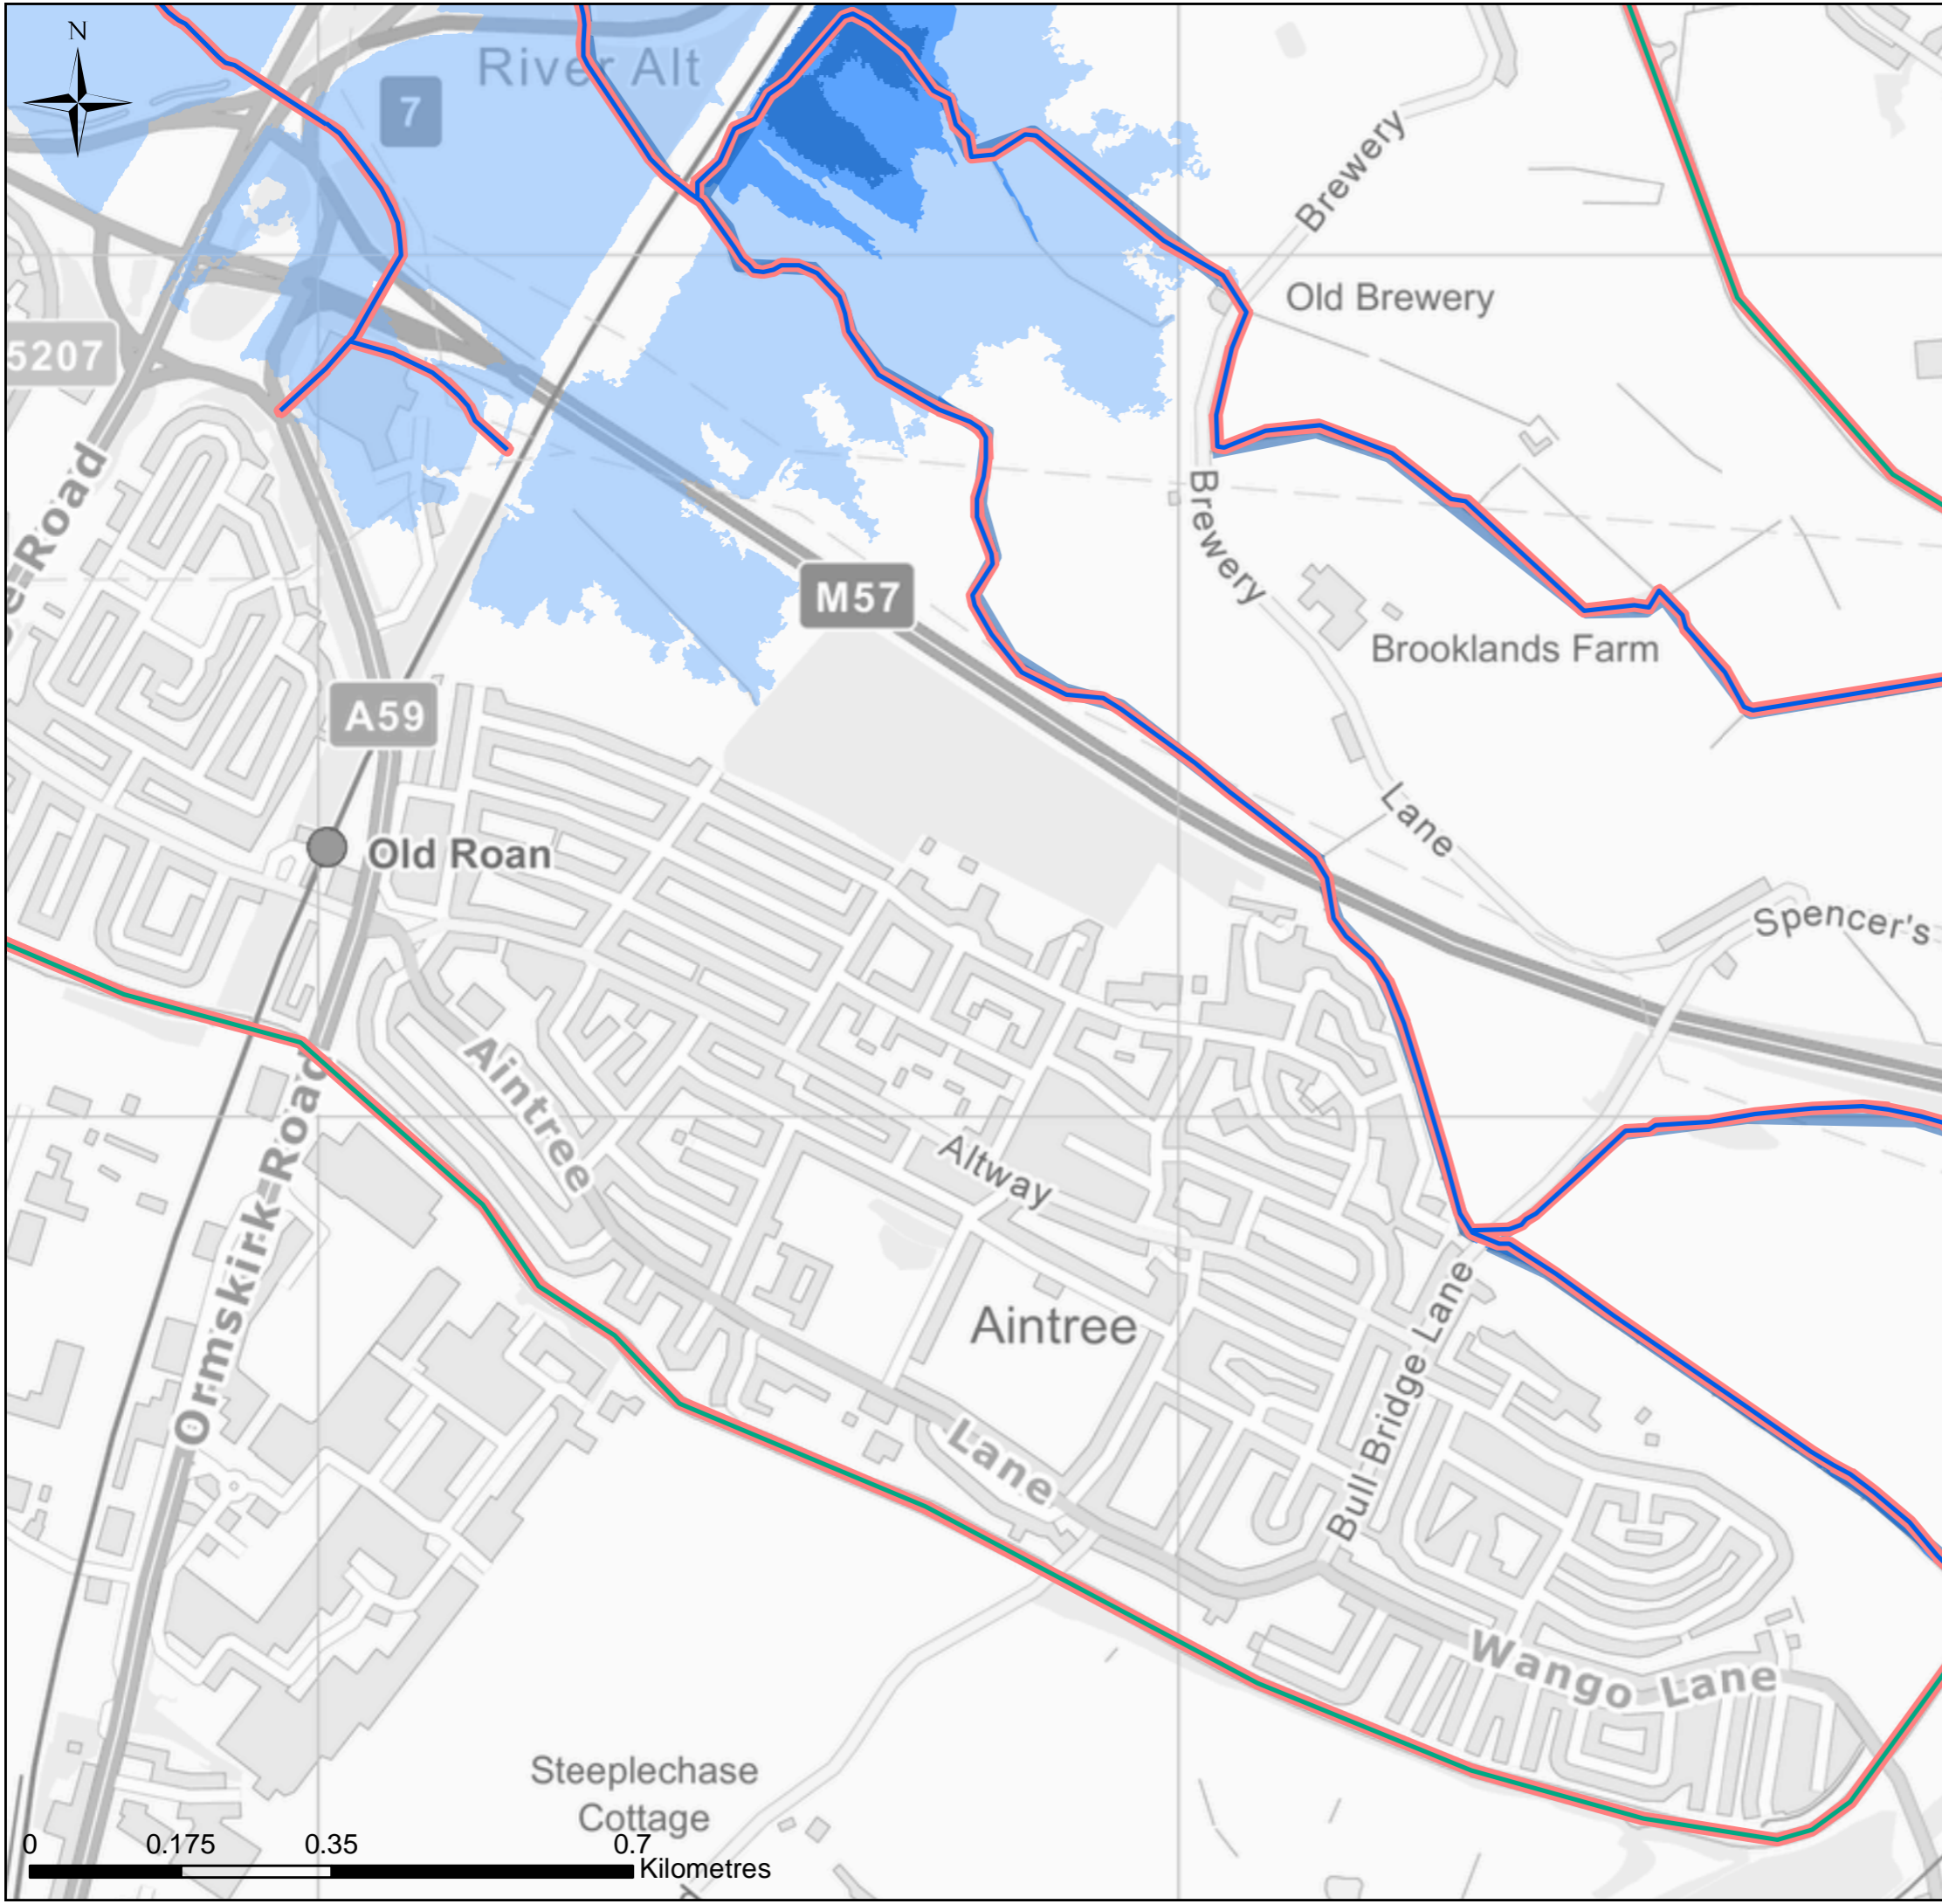 N
River Alt
7
Brewery
Old Brewery
5207
Brewery
M57
Brooklands Farm
A59
Lane
Old Roan
Spencer's
Aintree
Ormskirk Road
Altway
Aintree
Bull Bridge Lane
Lane
Wango Lane
Steeplechase
Cottage
0 0.175 0.35 0.7
Kilometres